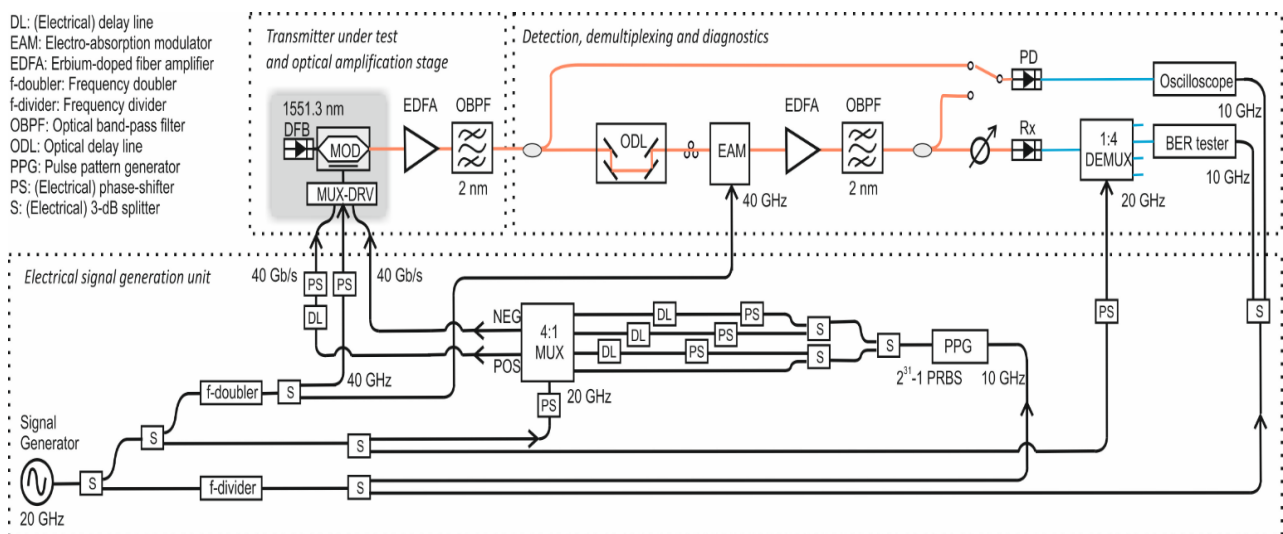 DL: (Electrical) delay line
EAM: Electro-absorption modulator
EDFA: Erbium-doped fiber amplifier
f-doubler: Frequency doubler
f-divider: Frequency divider
OBPF: Optical band-pass filter
ODL: Optical delay line
PPG: Pulse pattern generator
PS: (Electrical) phase-shifter
S: (Electrical) 3-dB splitter
Transmitter under test
and optical amplification stage
1551.3 nm
DFB
MOD
MUX-DRV
EDFA
OBPF
2 nm
Detection, demultiplexing and diagnostics
ODL
EAM
40 GHz
EDFA
OBPF
2 nm
PD
Oscilloscope
10 GHz
Rx
1:4
DEMUX
20 GHz
BER tester
10 GHz
Electrical signal generation unit
40 Gb/s
PS
PS
40 Gb/s
DL
NEG
4:1
MUX
POS
DL
PS
DL
PS
DL
PS
S
S
S
PPG
2^31-1 PRBS
10 GHz
PS
S
40 GHz
20 GHz
PS
f-doubler
S
Signal
Generator
S
S
S
f-divider
S
20 GHz